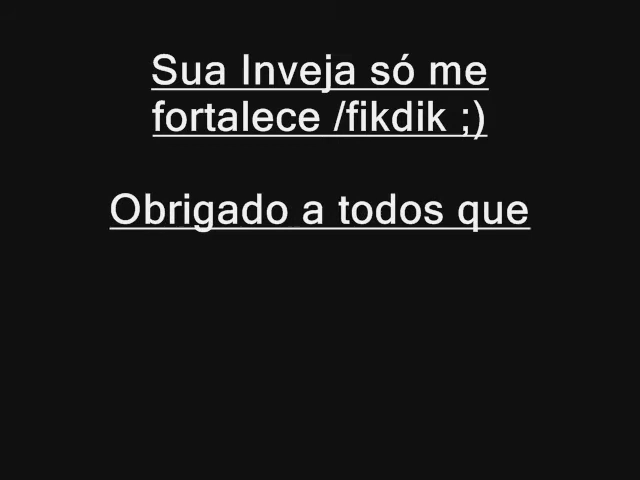 Sua Inveja só me
fortalece /fikdik ;)
Obrigado a todos que